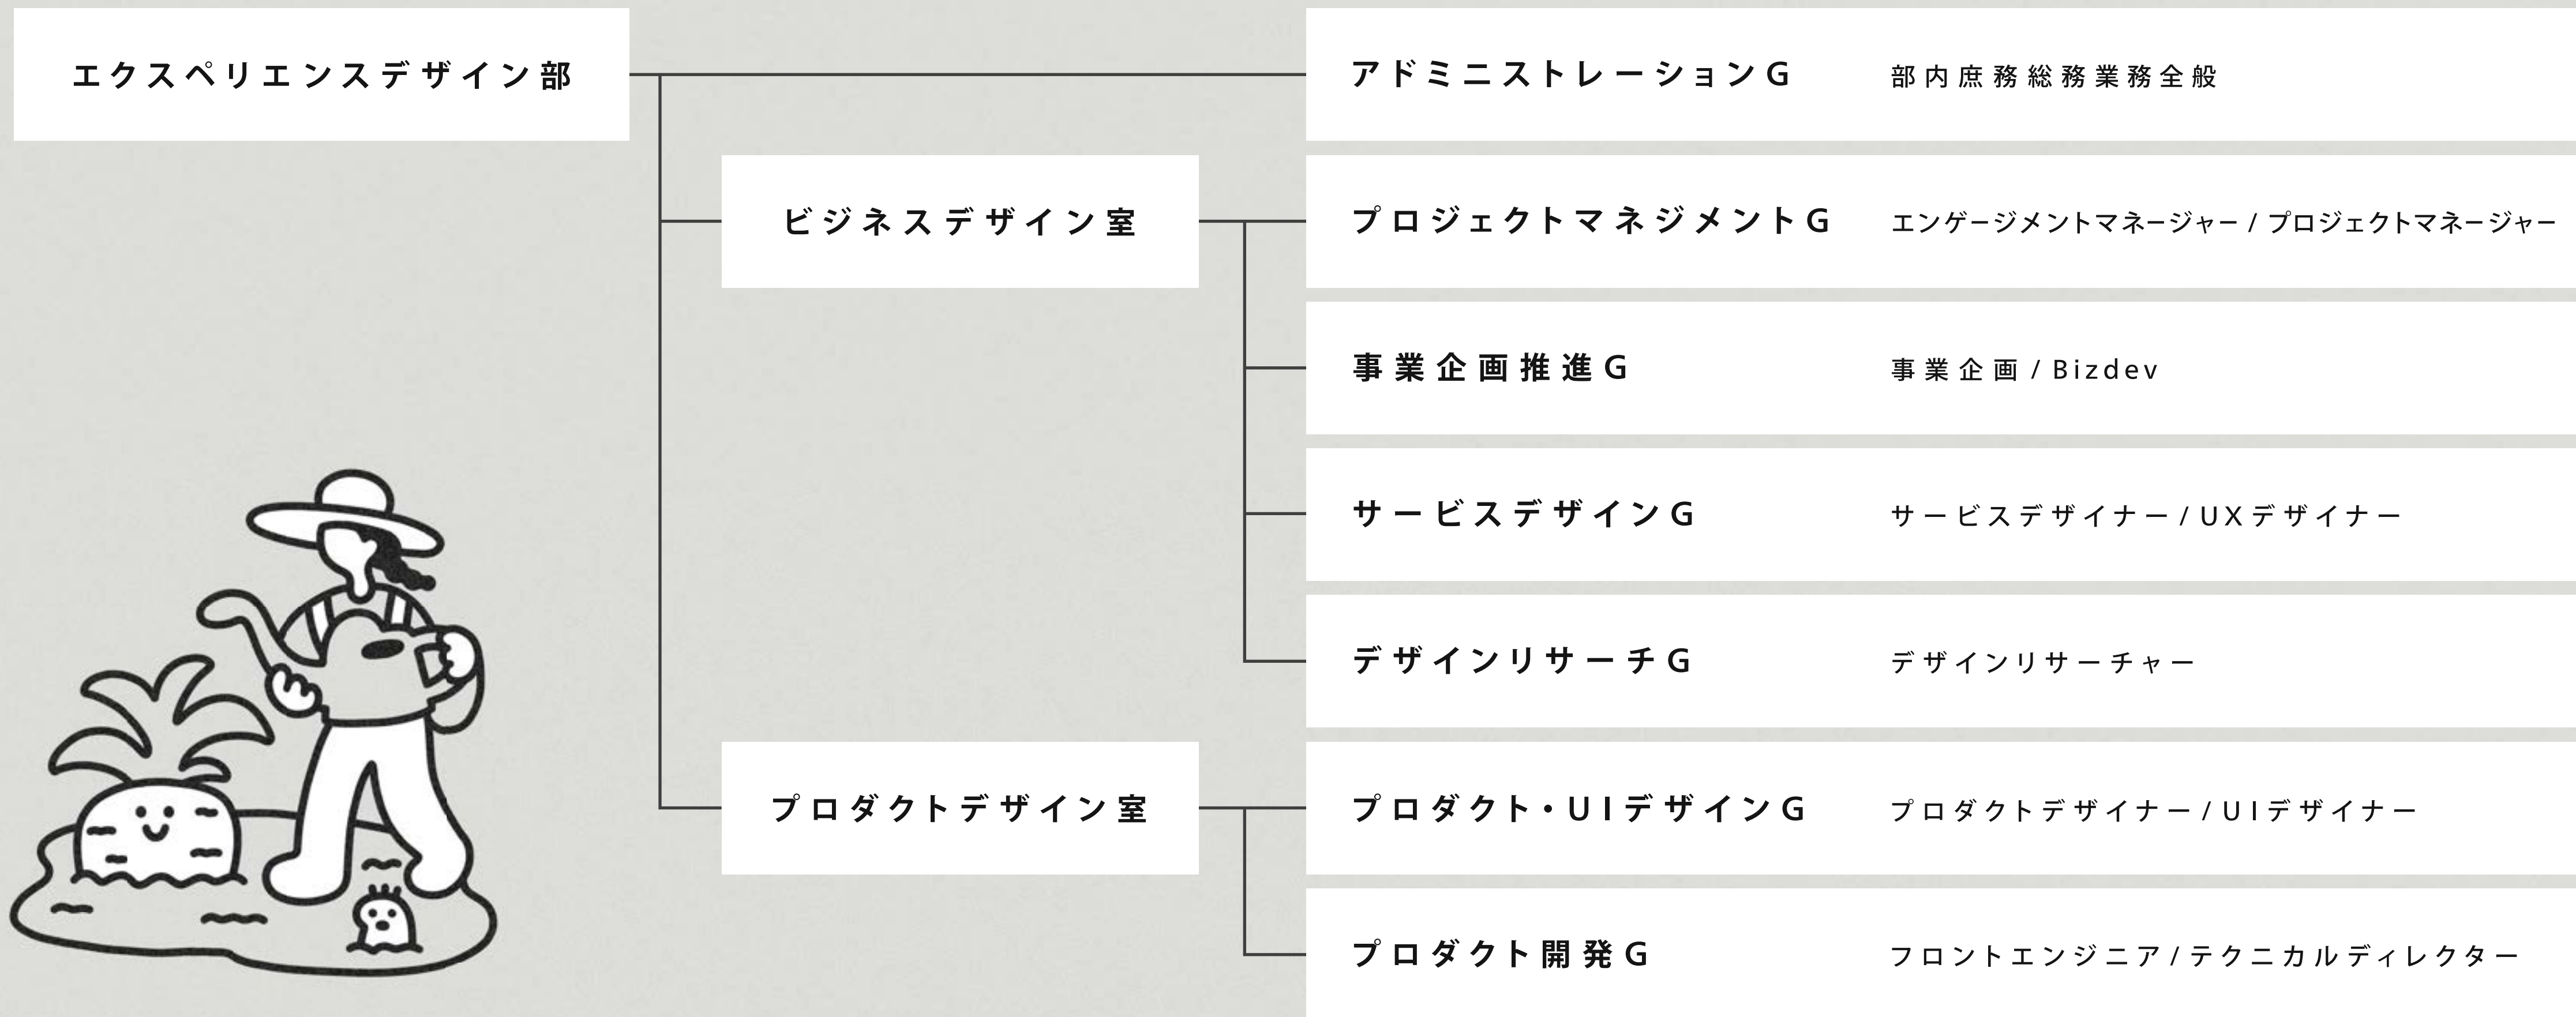 エクスペリエンスデザイン部
アドミニストレーションG 部内庶務総務業務全般
ビジネスデザイン室
プロジェクトマネジメントG エンゲージメントマネージャー / プロジェクトマネージャー
事業企画推進G 事業企画 / Bizdev
サービスデザインG サービスデザイナー / UXデザイナー
デザインリサーチG デザインリサーチャー
プロダクトデザイン室
プロダクト・UIデザインG プロダクトデザイナー / UIデザイナー
プロダクト開発G フロントエンジニア / テクニカルディレクター